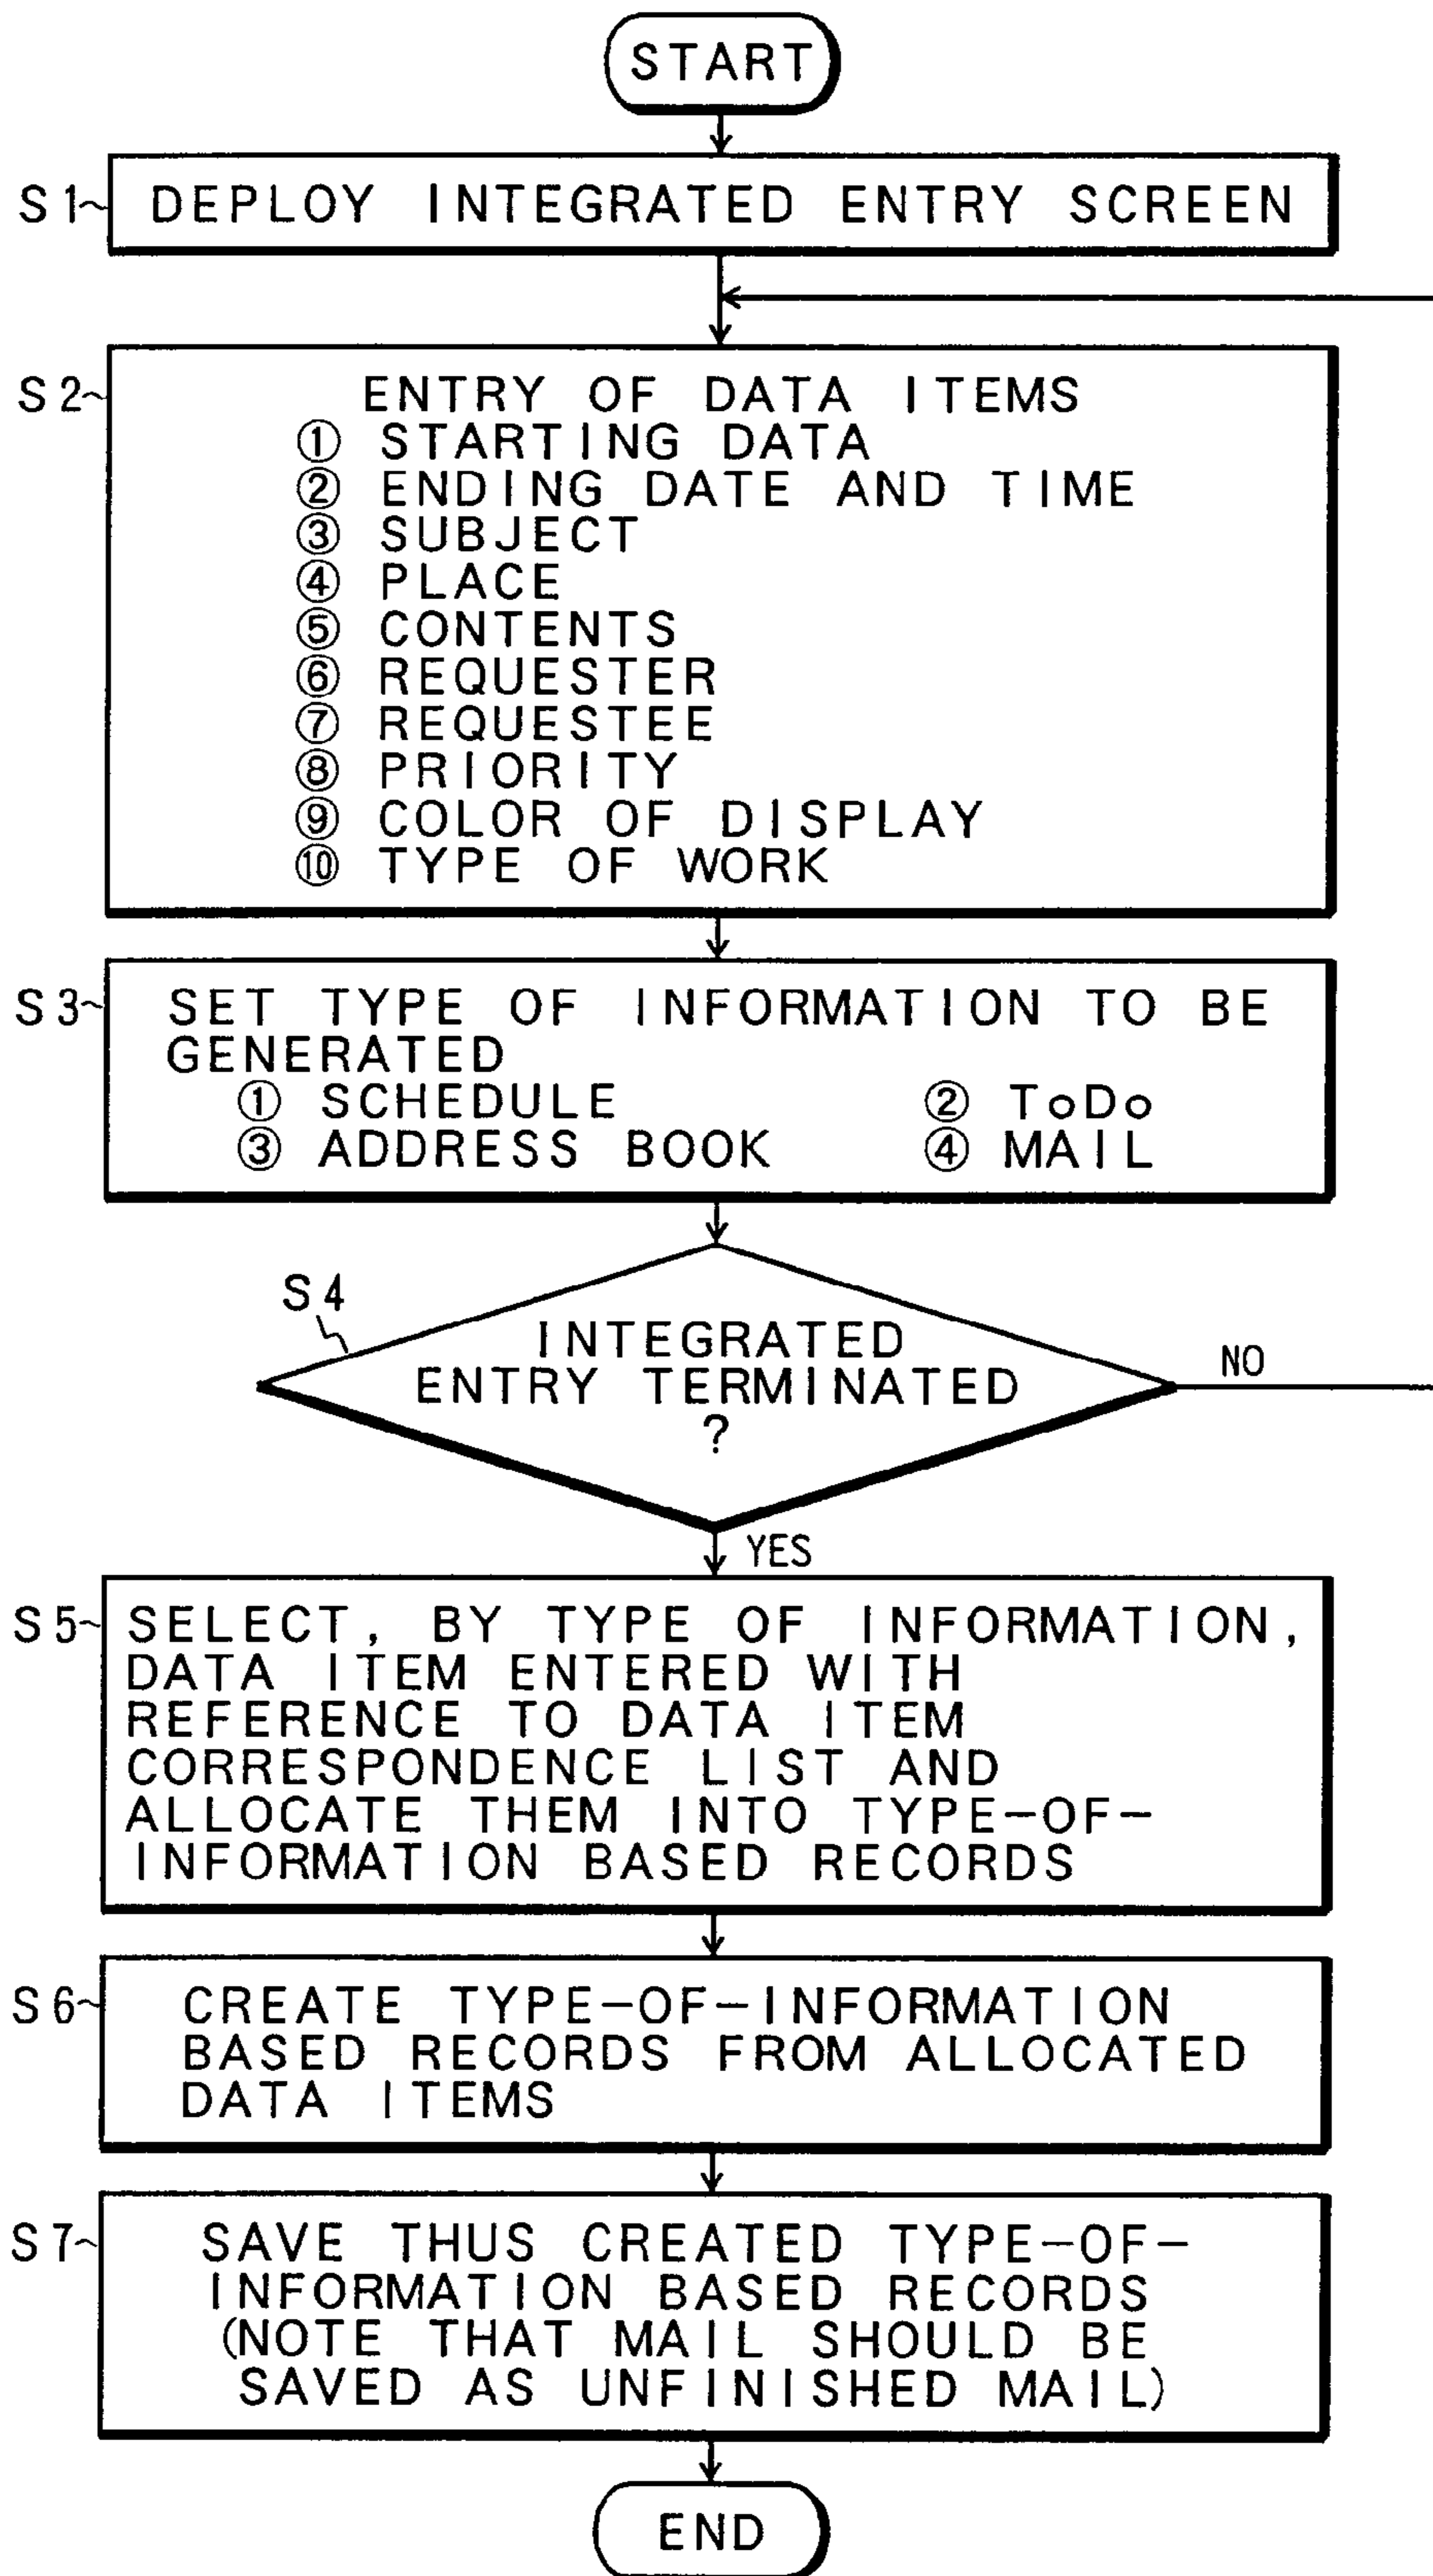 START
S1 DEPLOY INTEGRATED ENTRY SCREEN
S2 ENTRY OF DATA ITEMS
① STARTING DATA
② ENDING DATE AND TIME
③ SUBJECT
④ PLACE
⑤ CONTENTS
⑥ REQUESTER
⑦ REQUESTEE
⑧ PRIORITY
⑨ COLOR OF DISPLAY
⑩ TYPE OF WORK
S3 SET TYPE OF INFORMATION TO BE
GENERATED
① SCHEDULE ② ToDo
③ ADDRESS BOOK ④ MAIL
S4
INTEGRATED
ENTRY TERMINATED
?
NO
YES
S5 SELECT, BY TYPE OF INFORMATION,
DATA ITEM ENTERED WITH
REFERENCE TO DATA ITEM
CORRESPONDENCE LIST AND
ALLOCATE THEM INTO TYPE-OF-
INFORMATION BASED RECORDS
S6 CREATE TYPE-OF-INFORMATION
BASED RECORDS FROM ALLOCATED
DATA ITEMS
S7 SAVE THUS CREATED TYPE-OF-
INFORMATION BASED RECORDS
(NOTE THAT MAIL SHOULD BE
SAVED AS UNFINISHED MAIL)
END